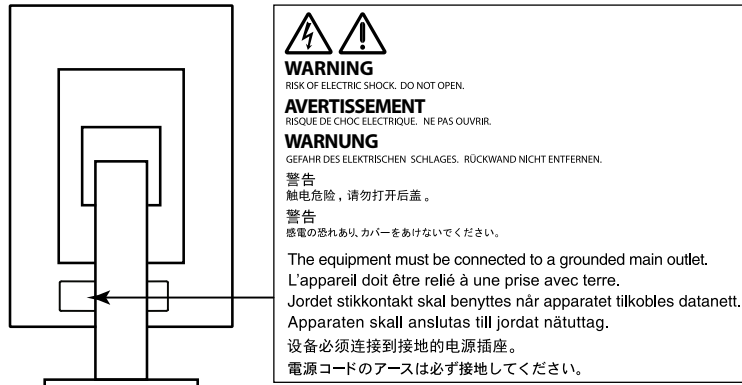 WARNING
RISK OF ELECTRIC SHOCK. DO NOT OPEN.
AVERTISSEMENT
RISQUE DE CHOC ELECTRIQUE. NE PAS OUVRIR.
WARNUNG
GEFAHR DES ELEKTRISCHEN SCHLAGES. RÜCKWAND NICHT ENTFERNEN.
警告
触电危险，请勿打开后盖。
警告
感電の恐れあり、カバーをあけないでください。
The equipment must be connected to a grounded main outlet.
L'appareil doit être relié à une prise avec terre.
Jordet stikkontakt skal benyttes når apparatet tilkobles datanett.
Apparaten skall anslutas till jordat nätuttag.
设备必须连接到接地的电源插座。
電源コードのアースは必ず接地してください。